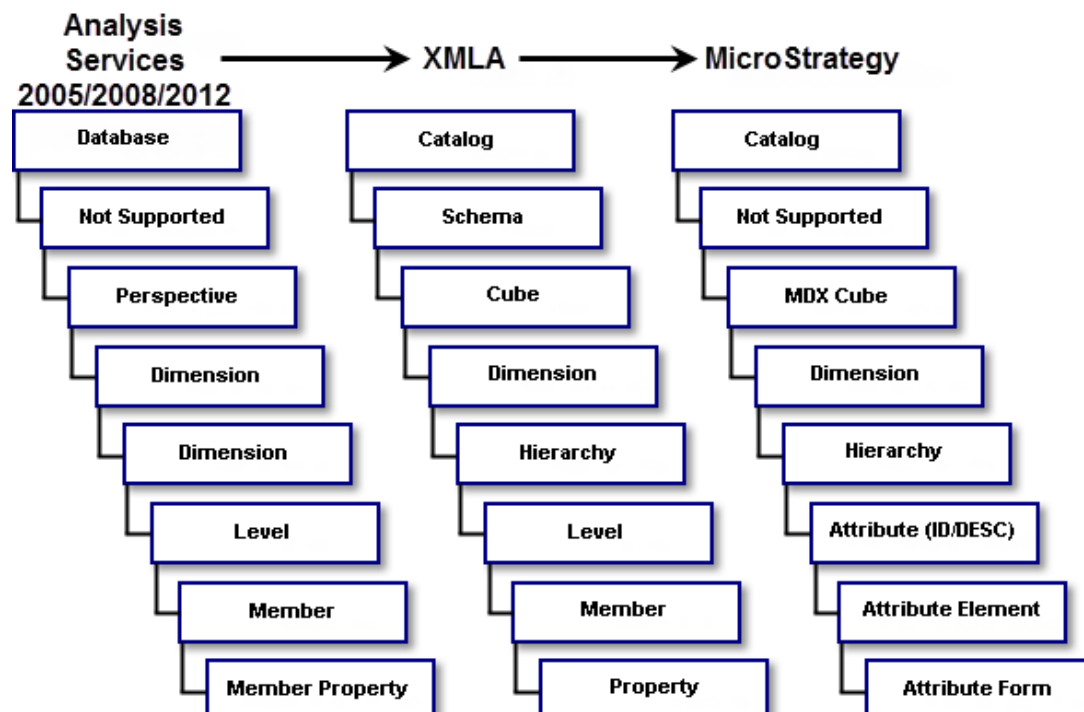 Analysis
Services
2005/2008/2012
XMLA
MicroStrategy
Database
Not Supported
Perspective
Dimension
Dimension
Level
Member
Member Property
Catalog
Schema
Cube
Dimension
Hierarchy
Level
Member
Property
Catalog
Not Supported
MDX Cube
Dimension
Hierarchy
Attribute (ID/DESC)
Attribute Element
Attribute Form